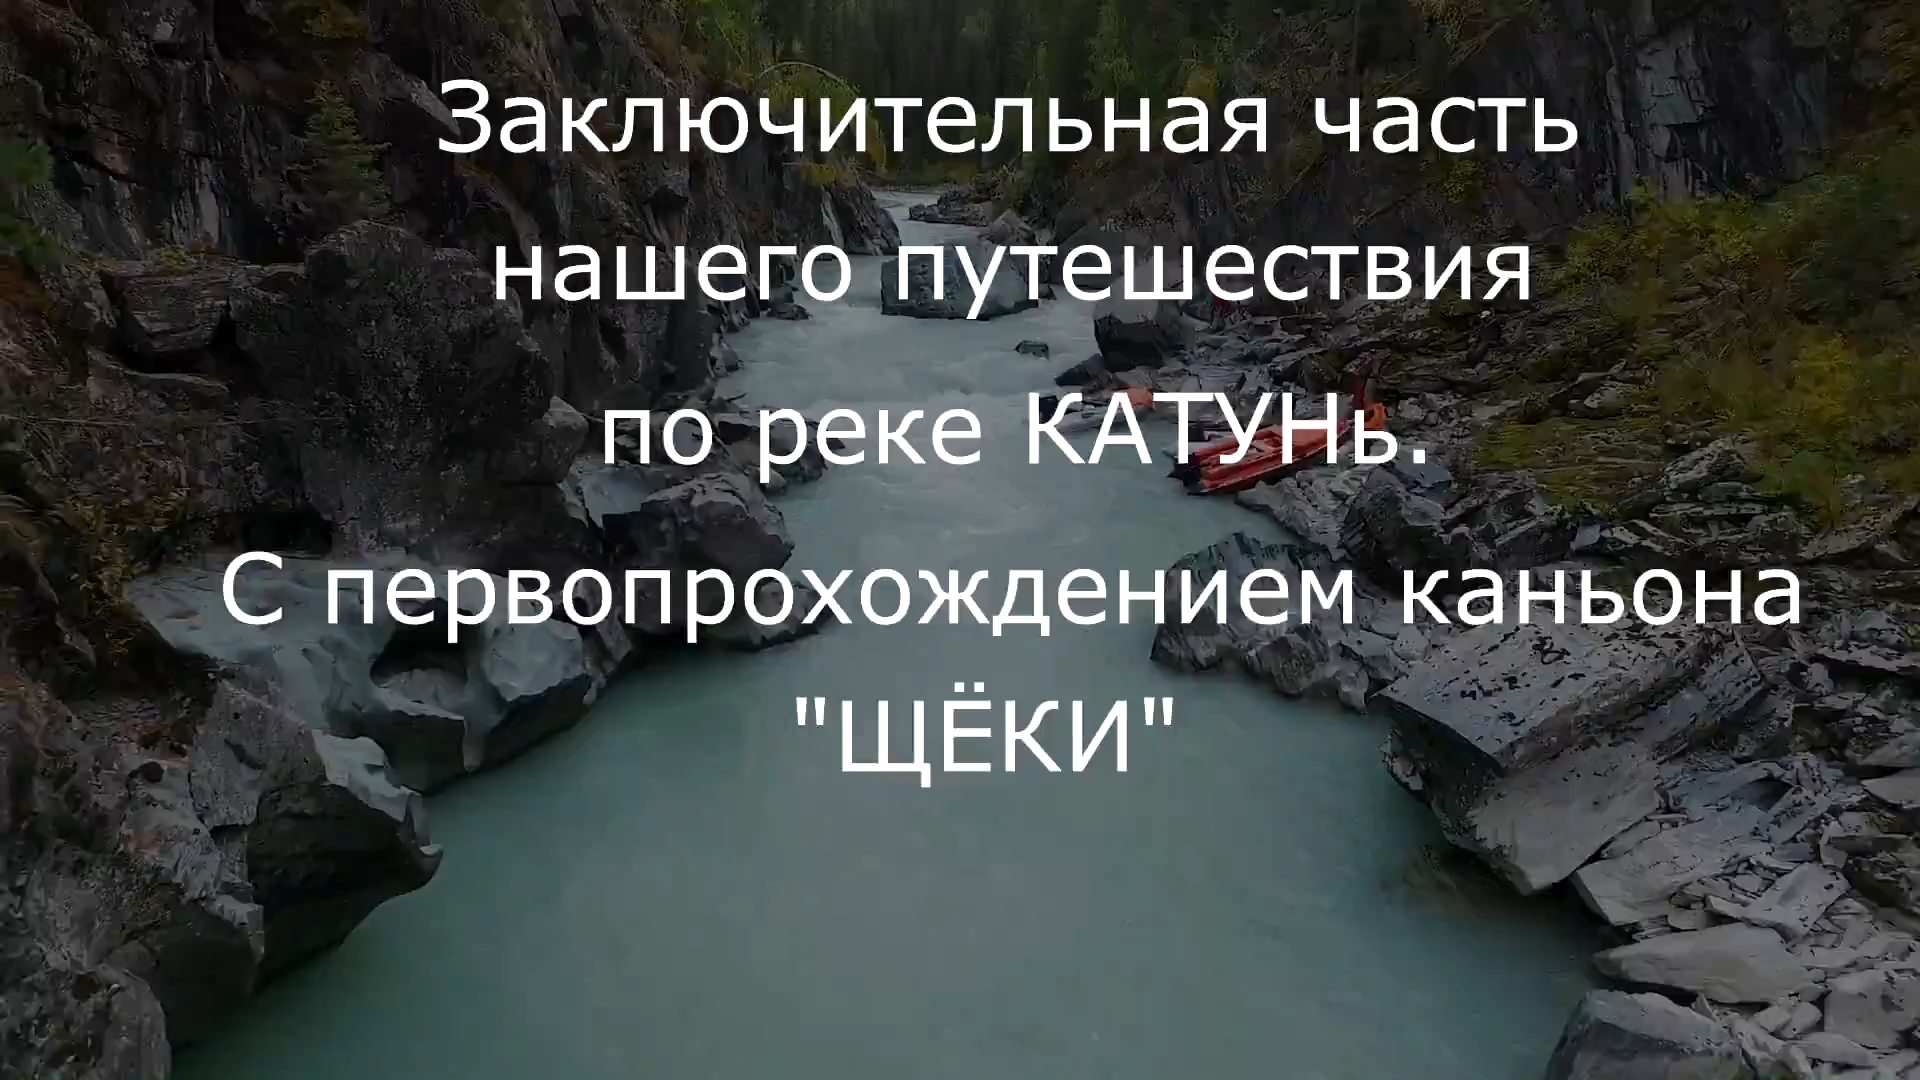 Заключительная часть
нашего путешествия
по реке КАТУНЬ.
С первопрохождением каньона
"ЩЁКИ"